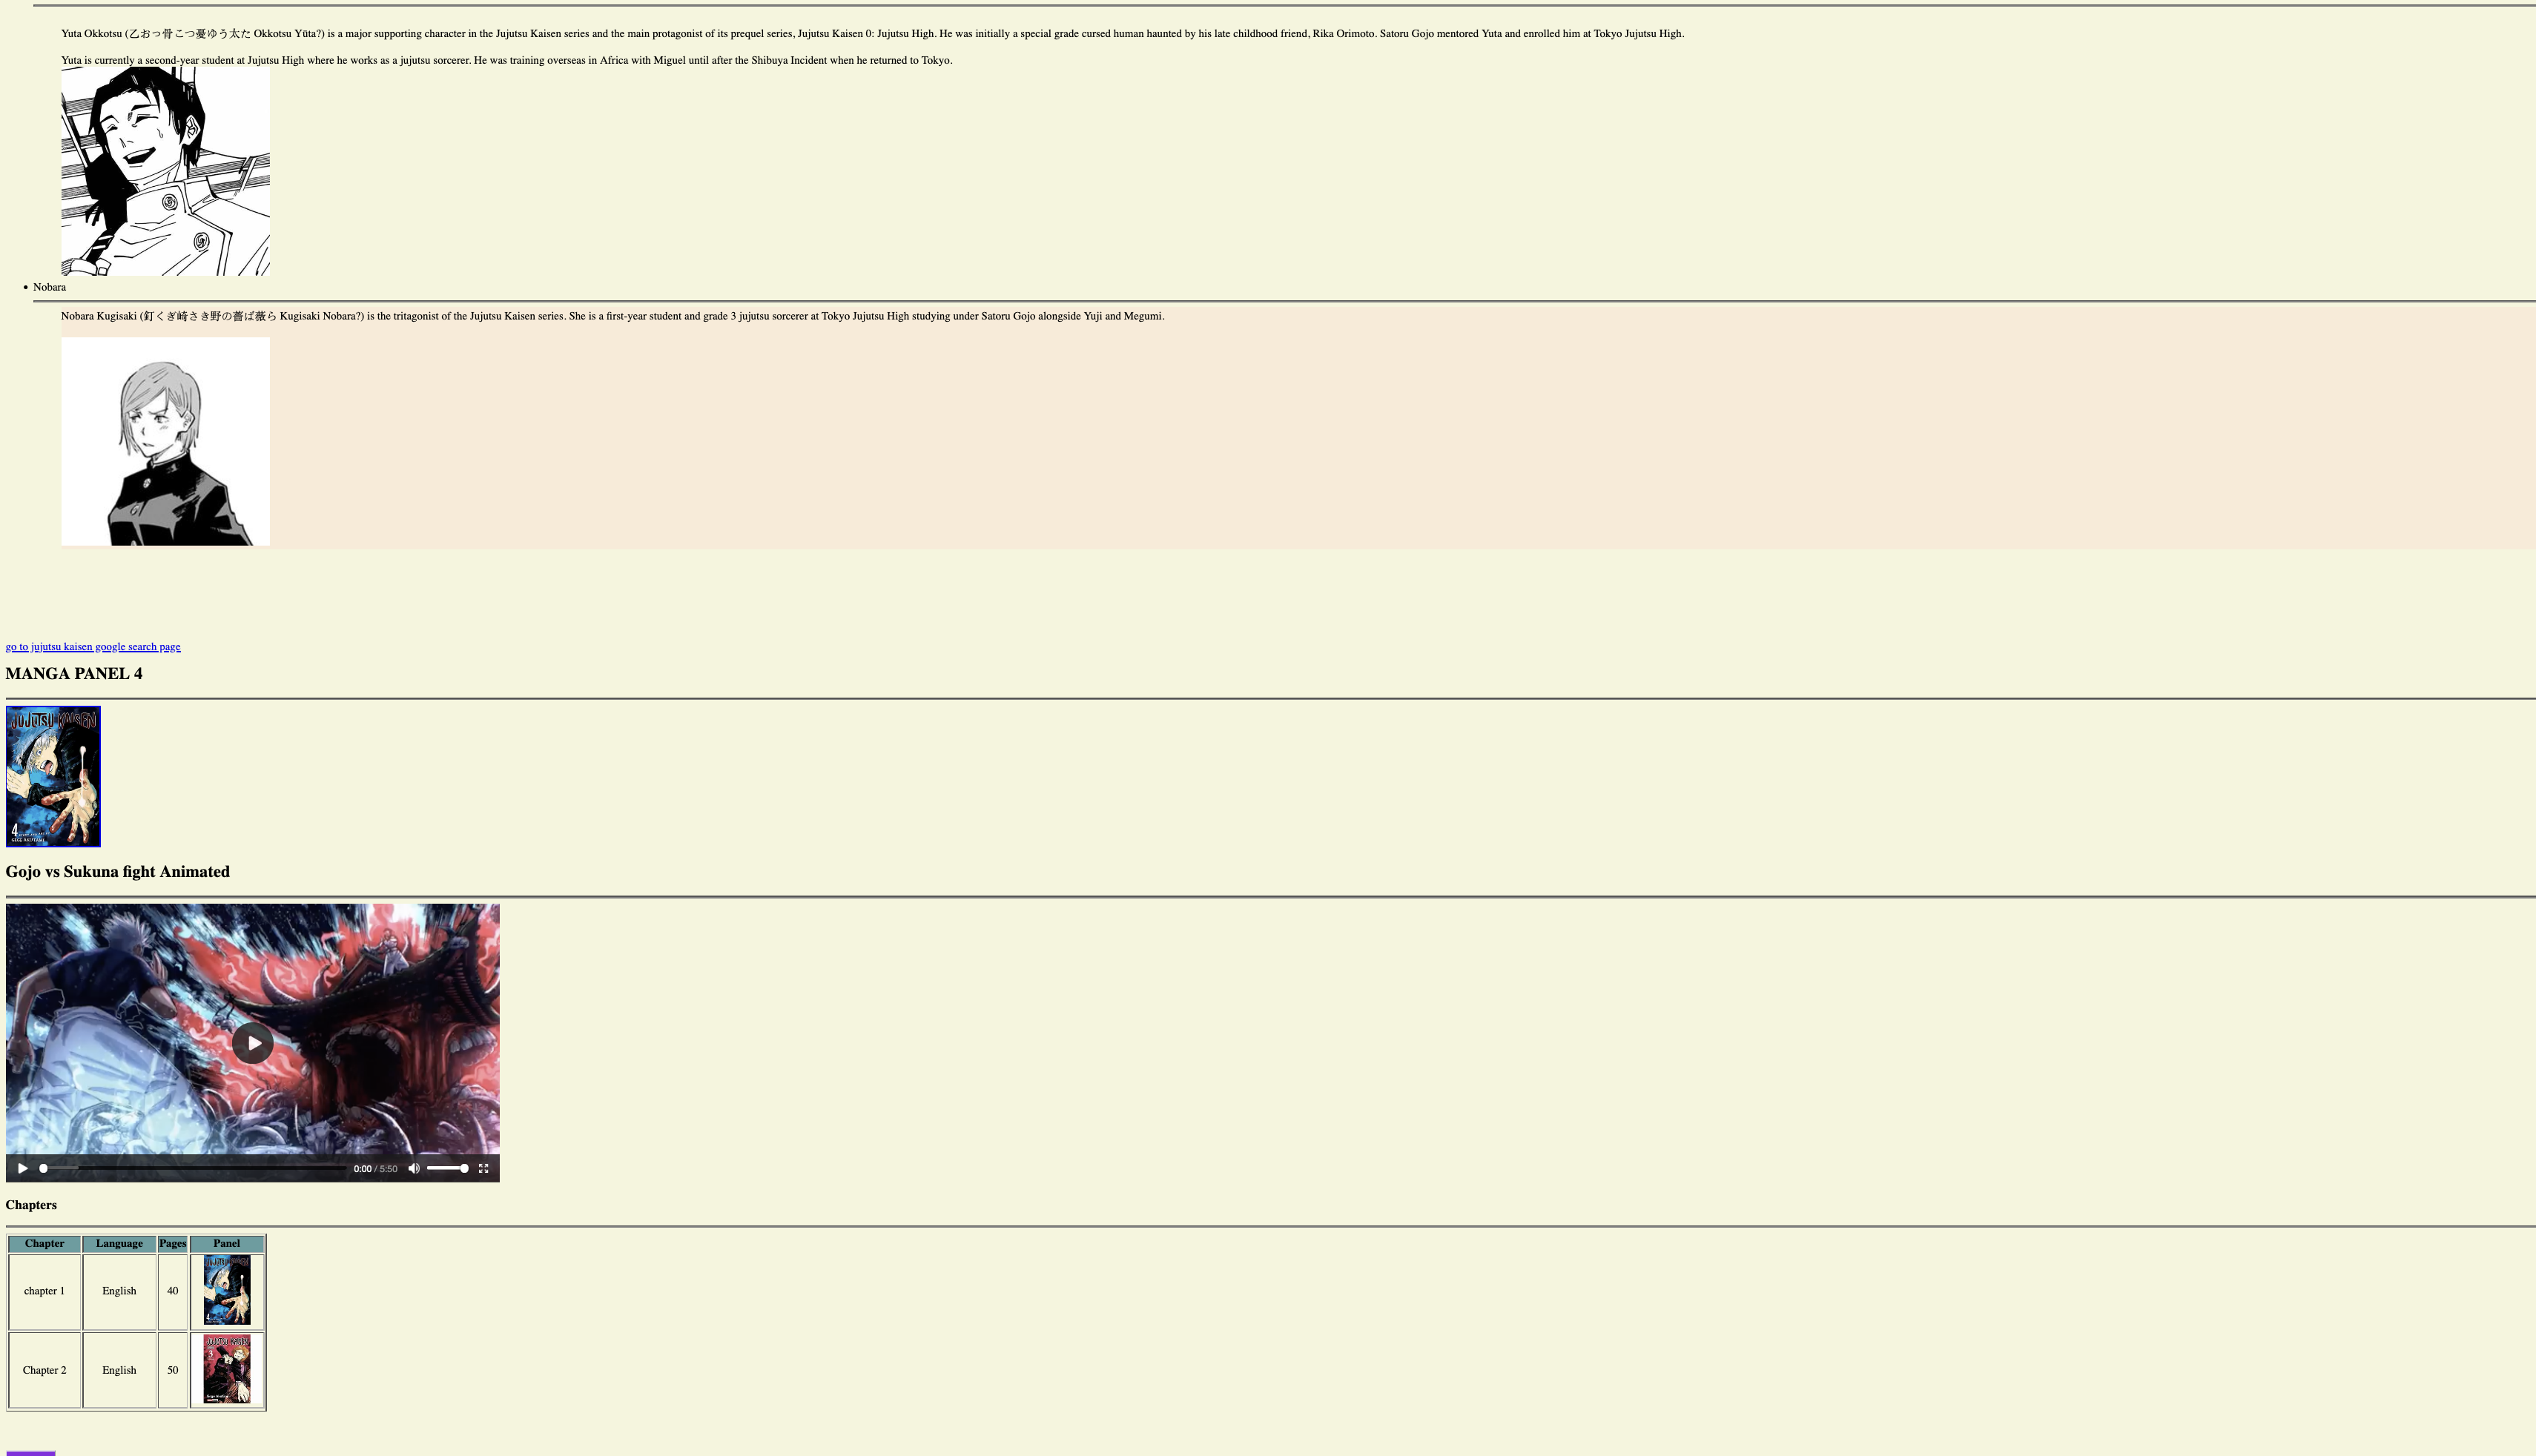 Yuta Okkotsu (乙おっ骨こつ憂ゆう太た Okkotsu Yūta?) is a major supporting character in the Jujutsu Kaisen series and the main protagonist of its prequel series, Jujutsu Kaisen 0: Jujutsu High. He was initially a special grade cursed human haunted by his late childhood friend, Rika Orimoto. Satoru Gojo mentored Yuta and enrolled him at Tokyo Jujutsu High.
Yuta is currently a second-year student at Jujutsu High where he works as a jujutsu sorcerer. He was training overseas in Africa with Miguel until after the Shibuya Incident when he returned to Tokyo.
• Nobara
Nobara Kugisaki (釘くぎ崎さき野の薔ば薇ら Kugisaki Nobara?) is the tritagonist of the Jujutsu Kaisen series. She is a first-year student and grade 3 jujutsu sorcerer at Tokyo Jujutsu High studying under Satoru Gojo alongside Yuji and Megumi.
go to jujutsu kaisen google search page
MANGA PANEL 4
JUJUTSU KAISEN
4
GEGE AKUTAMI
Gojo vs Sukuna fight Animated
0:00 / 5:50
Chapters
Chapter Language Pages Panel
JUJUTSU KAISEN
chapter 1 English 40
4
JUJUTSU KAISEN
3
Chapter 2 English 50